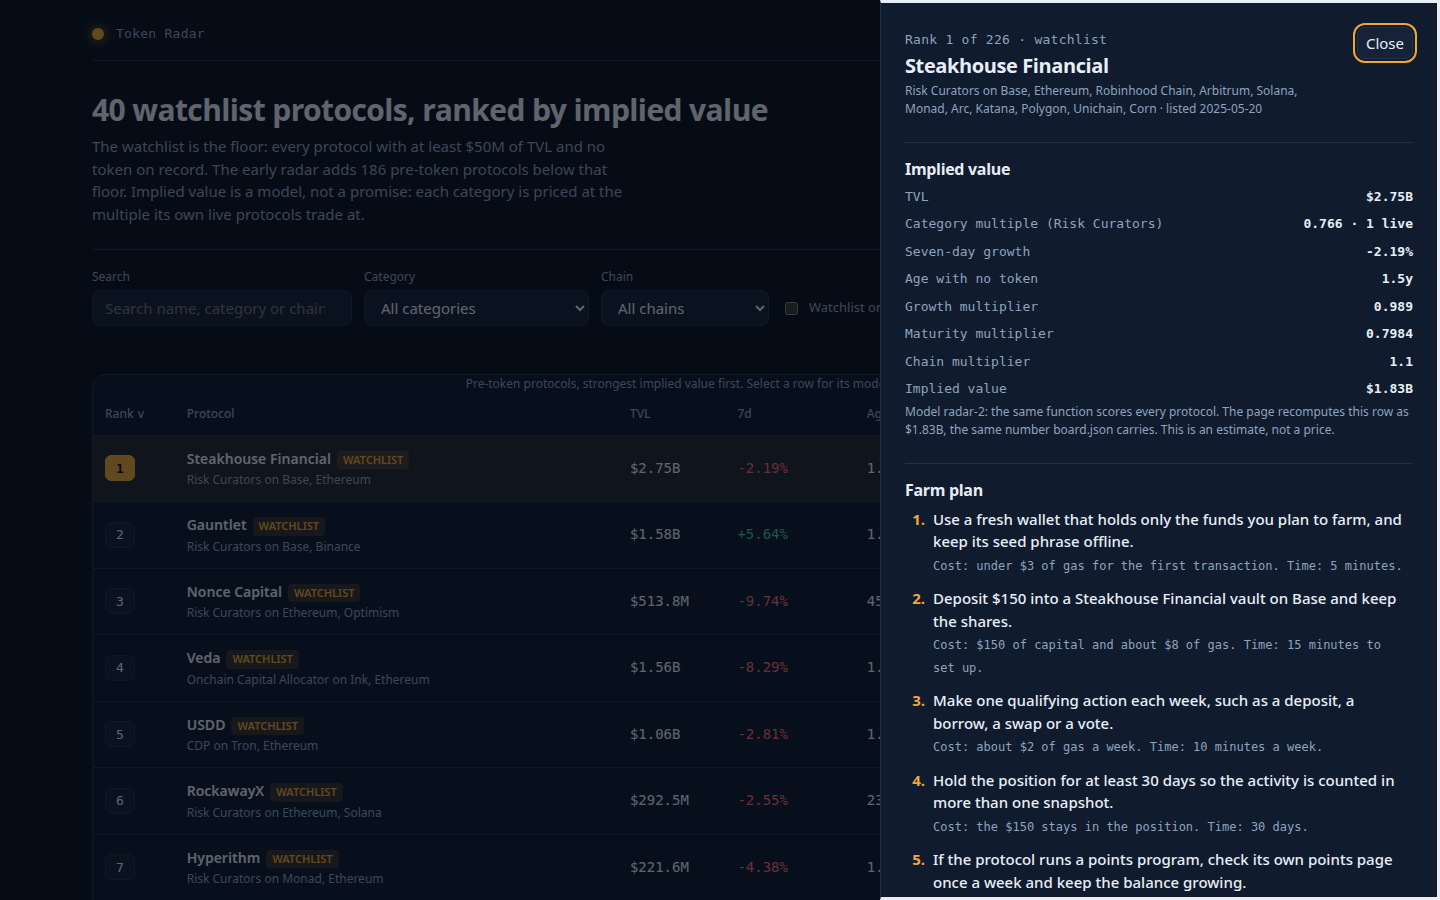 Token Radar
40 watchlist protocols, ranked by implied value
The watchlist is the floor: every protocol with at least $50M of TVL and no
token on record. The early radar adds 186 pre-token protocols below that
floor. Implied value is a model, not a promise: each category is priced at the
multiple its own live protocols trade at.
Search
Category
Chain
Search name, category or chain
All categories
All chains
Watchlist or
Pre-token protocols, strongest implied value first. Select a row for its mode
Rank v Protocol TVL 7d Ag
1 Steakhouse Financial WATCHLIST $2.75B -2.19% 1.
Risk Curators on Base, Ethereum
2 Gauntlet WATCHLIST $1.58B +5.64% 1.
Risk Curators on Base, Binance
3 Nonce Capital WATCHLIST $513.8M -9.74% 45
Risk Curators on Ethereum, Optimism
4 Veda WATCHLIST $1.56B -8.29% 1.
Onchain Capital Allocator on Ink, Ethereum
5 USDD WATCHLIST $1.06B -2.81% 1.
CDP on Tron, Ethereum
6 RockawayX WATCHLIST $292.5M -2.55% 23
Risk Curators on Ethereum, Solana
7 Hyperithm WATCHLIST $221.6M -4.38% 1.
Risk Curators on Monad, Ethereum
Rank 1 of 226 · watchlist
Close
Steakhouse Financial
Risk Curators on Base, Ethereum, Robinhood Chain, Arbitrum, Solana,
Monad, Arc, Katana, Polygon, Unichain, Corn · listed 2025-05-20
Implied value
TVL $2.75B
Category multiple (Risk Curators) 0.766 · 1 live
Seven-day growth -2.19%
Age with no token 1.5y
Growth multiplier 0.989
Maturity multiplier 0.7984
Chain multiplier 1.1
Implied value $1.83B
Model radar-2: the same function scores every protocol. The page recomputes this row as
$1.83B, the same number board.json carries. This is an estimate, not a price.
Farm plan
1. Use a fresh wallet that holds only the funds you plan to farm, and
keep its seed phrase offline.
Cost: under $3 of gas for the first transaction. Time: 5 minutes.
2. Deposit $150 into a Steakhouse Financial vault on Base and keep
the shares.
Cost: $150 of capital and about $8 of gas. Time: 15 minutes to
set up.
3. Make one qualifying action each week, such as a deposit, a
borrow, a swap or a vote.
Cost: about $2 of gas a week. Time: 10 minutes a week.
4. Hold the position for at least 30 days so the activity is counted in
more than one snapshot.
Cost: the $150 stays in the position. Time: 30 days.
5. If the protocol runs a points program, check its own points page
once a week and keep the balance growing.